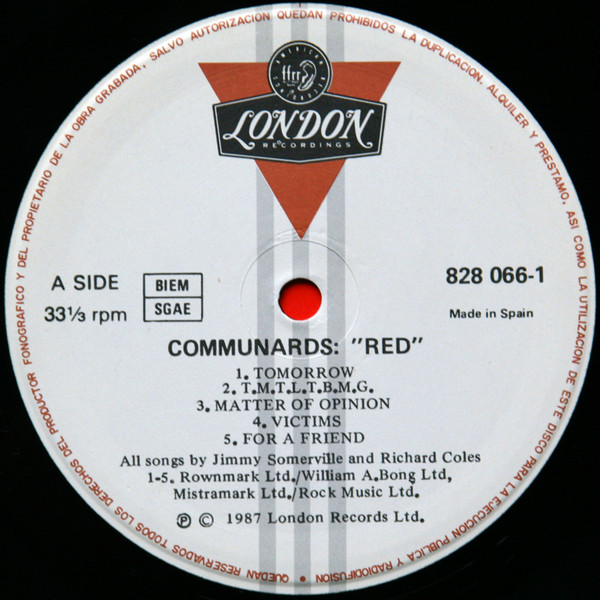 QUEDAN RESERVADOS TODOS LOS DERECHOS DEL PRODUCTOR FONOGRAFICO Y DEL PROPIETARIO DE LA OBRA GRABADA. SALVO AUTORIZACIÓN QUEDAN PROHIBIDOS LA DUPLICACION, ALQUILER Y PRESTAMO, ASI COMO LA UTILIZACION DE ESTE DISCO PARA LA EJECUCION PUBLICA Y RADIODIFUSION
AMERICAN
ffrr
LONDON
RECORDINGS
A SIDE
33⅓ rpm
BIEM
SGAE
828 066-1
Made in Spain
COMMUNARDS: "RED"
1. TOMORROW
2. T.M.T.L.T.B.M.G.
3. MATTER OF OPINION
4. VICTIMS
5. FOR A FRIEND
All songs by Jimmy Somerville and Richard Coles
1-5. Rownmark Ltd./William A.Bong Ltd,
Mistramark Ltd./Rock Music Ltd.
℗ © 1987 London Records Ltd.